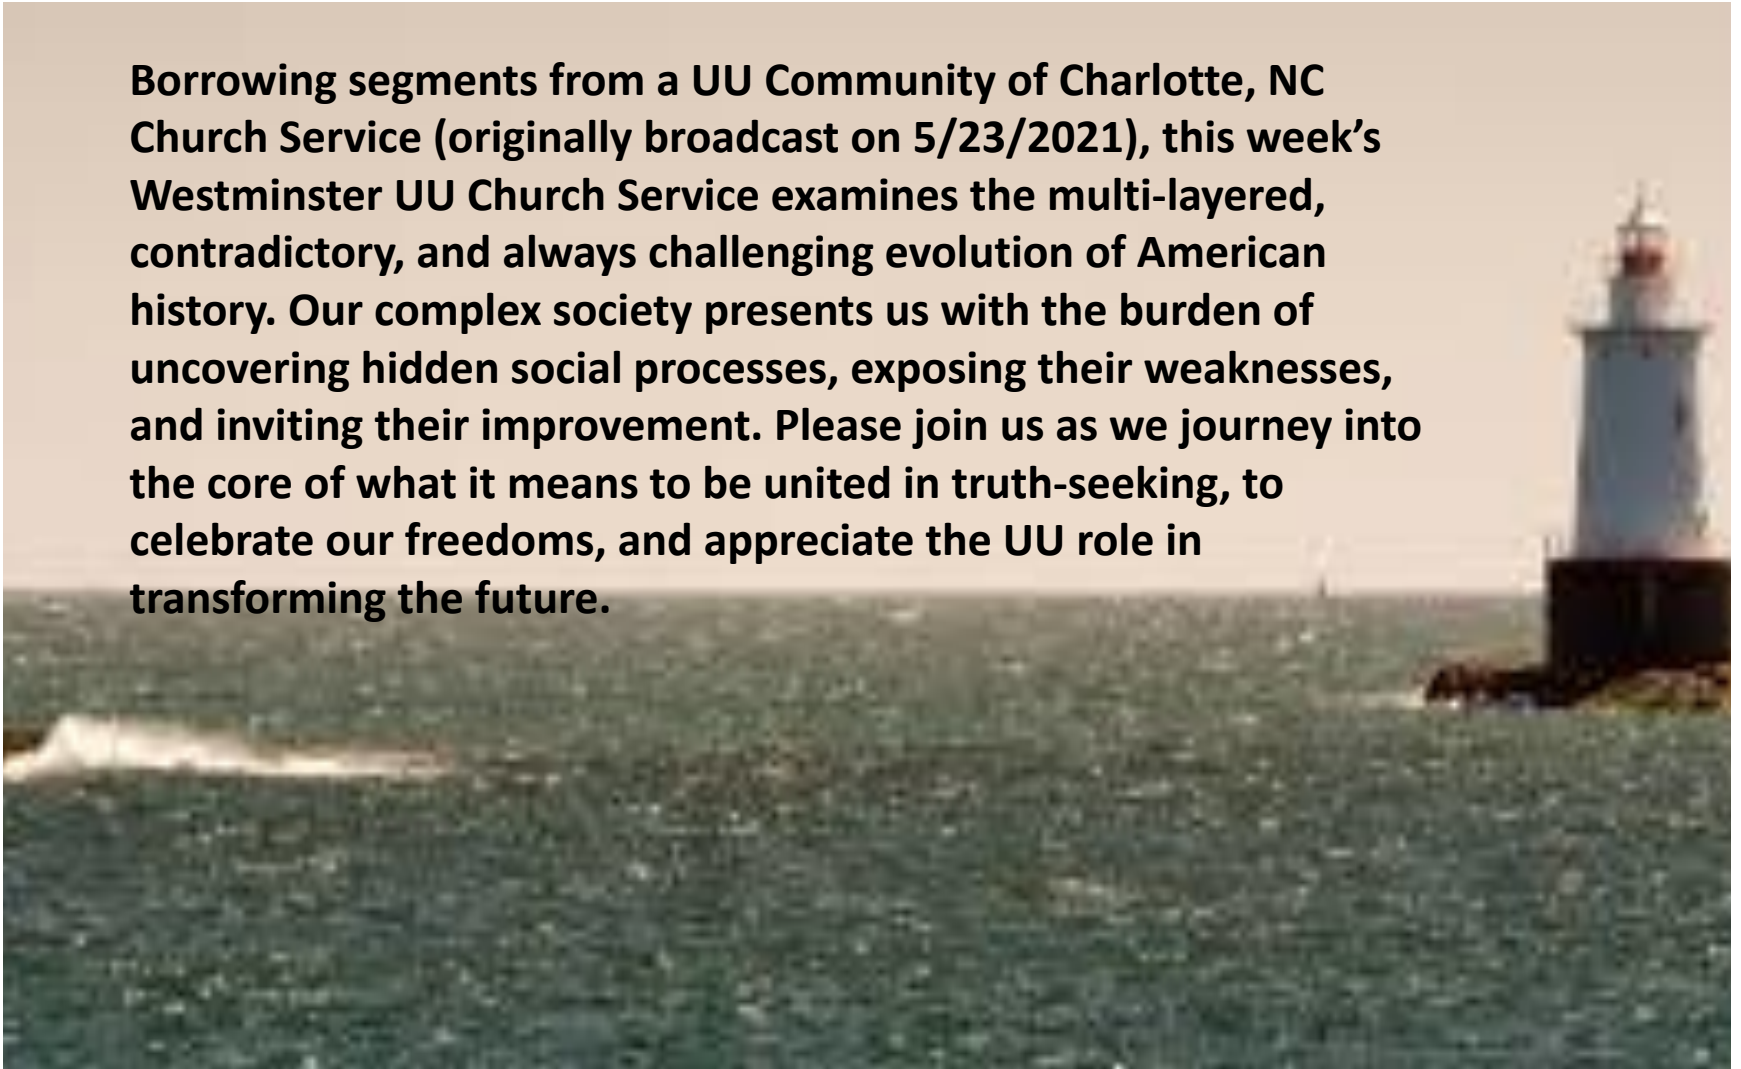 Borrowing segments from a UU Community of Charlotte, NC
Church Service (originally broadcast on 5/23/2021), this week’s
Westminster UU Church Service examines the multi-layered,
contradictory, and always challenging evolution of American
history. Our complex society presents us with the burden of
uncovering hidden social processes, exposing their weaknesses,
and inviting their improvement. Please join us as we journey into
the core of what it means to be united in truth-seeking, to
celebrate our freedoms, and appreciate the UU role in
transforming the future.